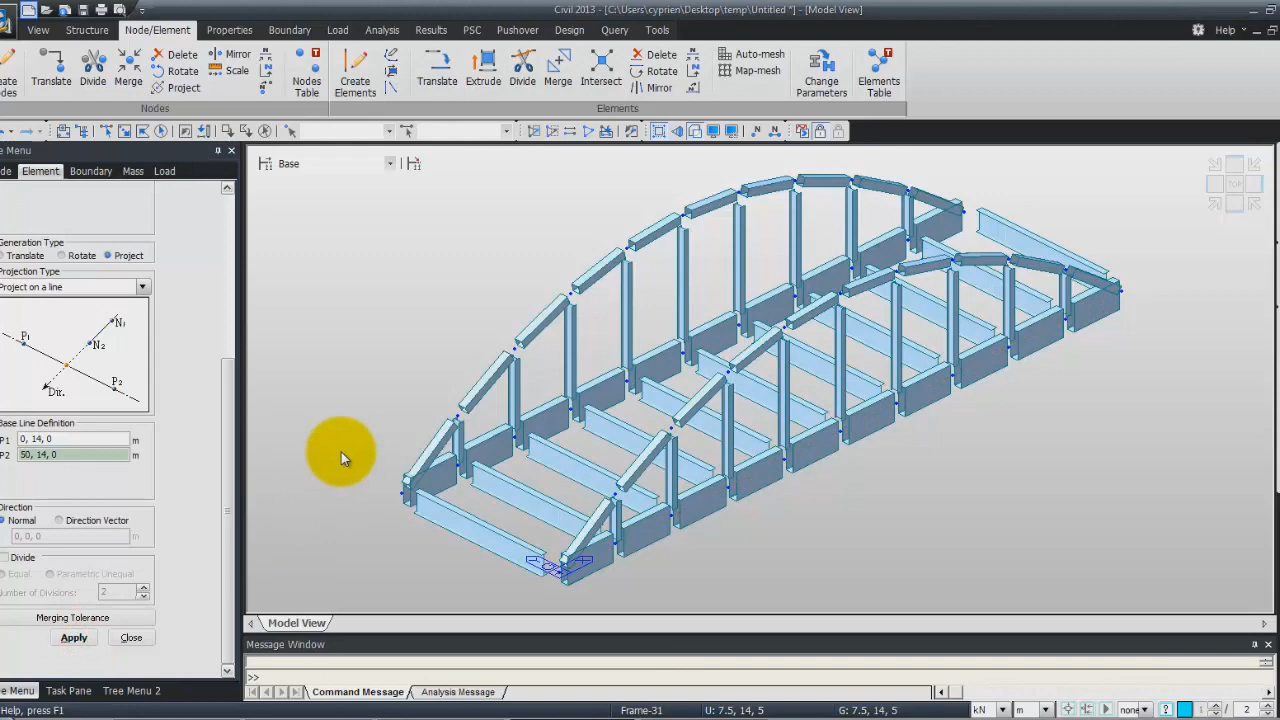 Civil 2013 - [C:\Users\cyprien\Desktop\temp\Untitled *] - [Model View]
View Structure Node/Element Properties Boundary Load Analysis Results PSC Pushover Design Query Tools Help
Translate Divide Merge Delete Rotate Project Mirror Scale Nodes Table
Create Elements Translate Extrude Divide Merge Intersect Delete Rotate Mirror Auto-mesh Map-mesh Change Parameters Elements Table
Nodes Elements
Element Boundary Mass Load
Base
TOP
Generation Type
Translate Rotate Project
Projection Type
Project on a line
P1 N1
N2
Dir. P2
Base Line Definition
P1 0, 14, 0 m
P2 50, 14, 0 m
Direction
Normal Direction Vector
0, 0, 0 m
Divide
Equal Parametric Unequal
Number of Divisions: 2
Merging Tolerance
Apply Close
Model View
Message Window
>>
Command Message Analysis Message
Menu Task Pane Tree Menu 2
Help, press F1 Frame-31 U: 7.5, 14, 5 G: 7.5, 14, 5 kN m none / 2